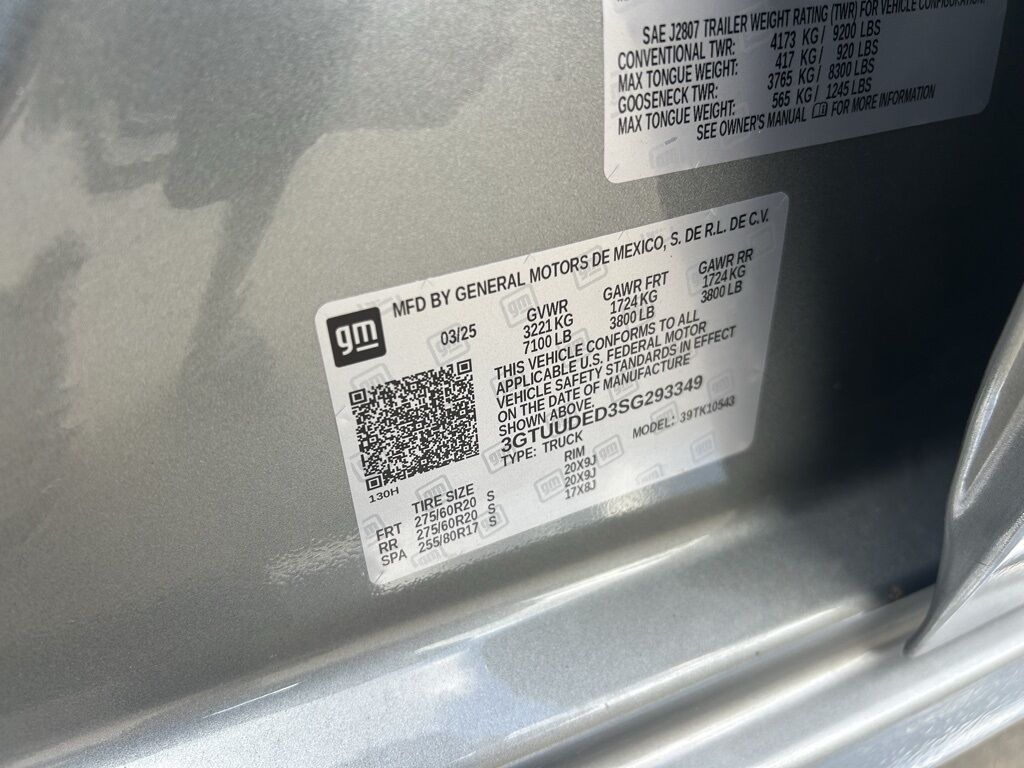 SAE J2807 TRAILER WEIGHT RATING (TWR) FOR VEHICLE CONFIGURATION:
CONVENTIONAL TWR: 4173 KG / 9200 LBS
MAX TONGUE WEIGHT: 417 KG / 920 LBS
GOOSENECK TWR: 3765 KG / 8300 LBS
MAX TONGUE WEIGHT: 565 KG / 1245 LBS
SEE OWNER'S MANUAL FOR MORE INFORMATION
gm
MFD BY GENERAL MOTORS DE MEXICO, S. DE R.L. DE C.V.
03/25 GVWR GAWR FRT GAWR RR
3221 KG 1724 KG 1724 KG
7100 LB 3800 LB 3800 LB
THIS VEHICLE CONFORMS TO ALL
APPLICABLE U.S. FEDERAL MOTOR
VEHICLE SAFETY STANDARDS IN EFFECT
ON THE DATE OF MANUFACTURE
SHOWN ABOVE.
3GTUUDED3SG293349
TYPE: TRUCK MODEL: 39TK10543
130H
TIRE SIZE RIM
FRT 275/60R20 S 20X9J
RR 275/60R20 S 20X9J
SPA 255/80R17 S 17X8J